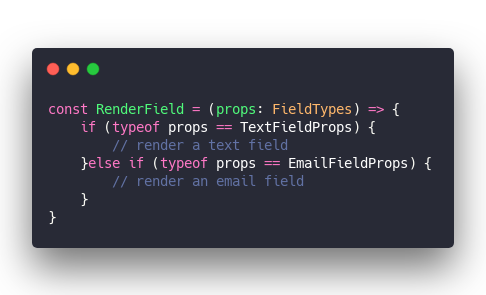 const RenderField = (props: FieldTypes) => {
    if (typeof props == TextFieldProps) {
        // render a text field
    }else if (typeof props == EmailFieldProps) {
        // render an email field
    }
}